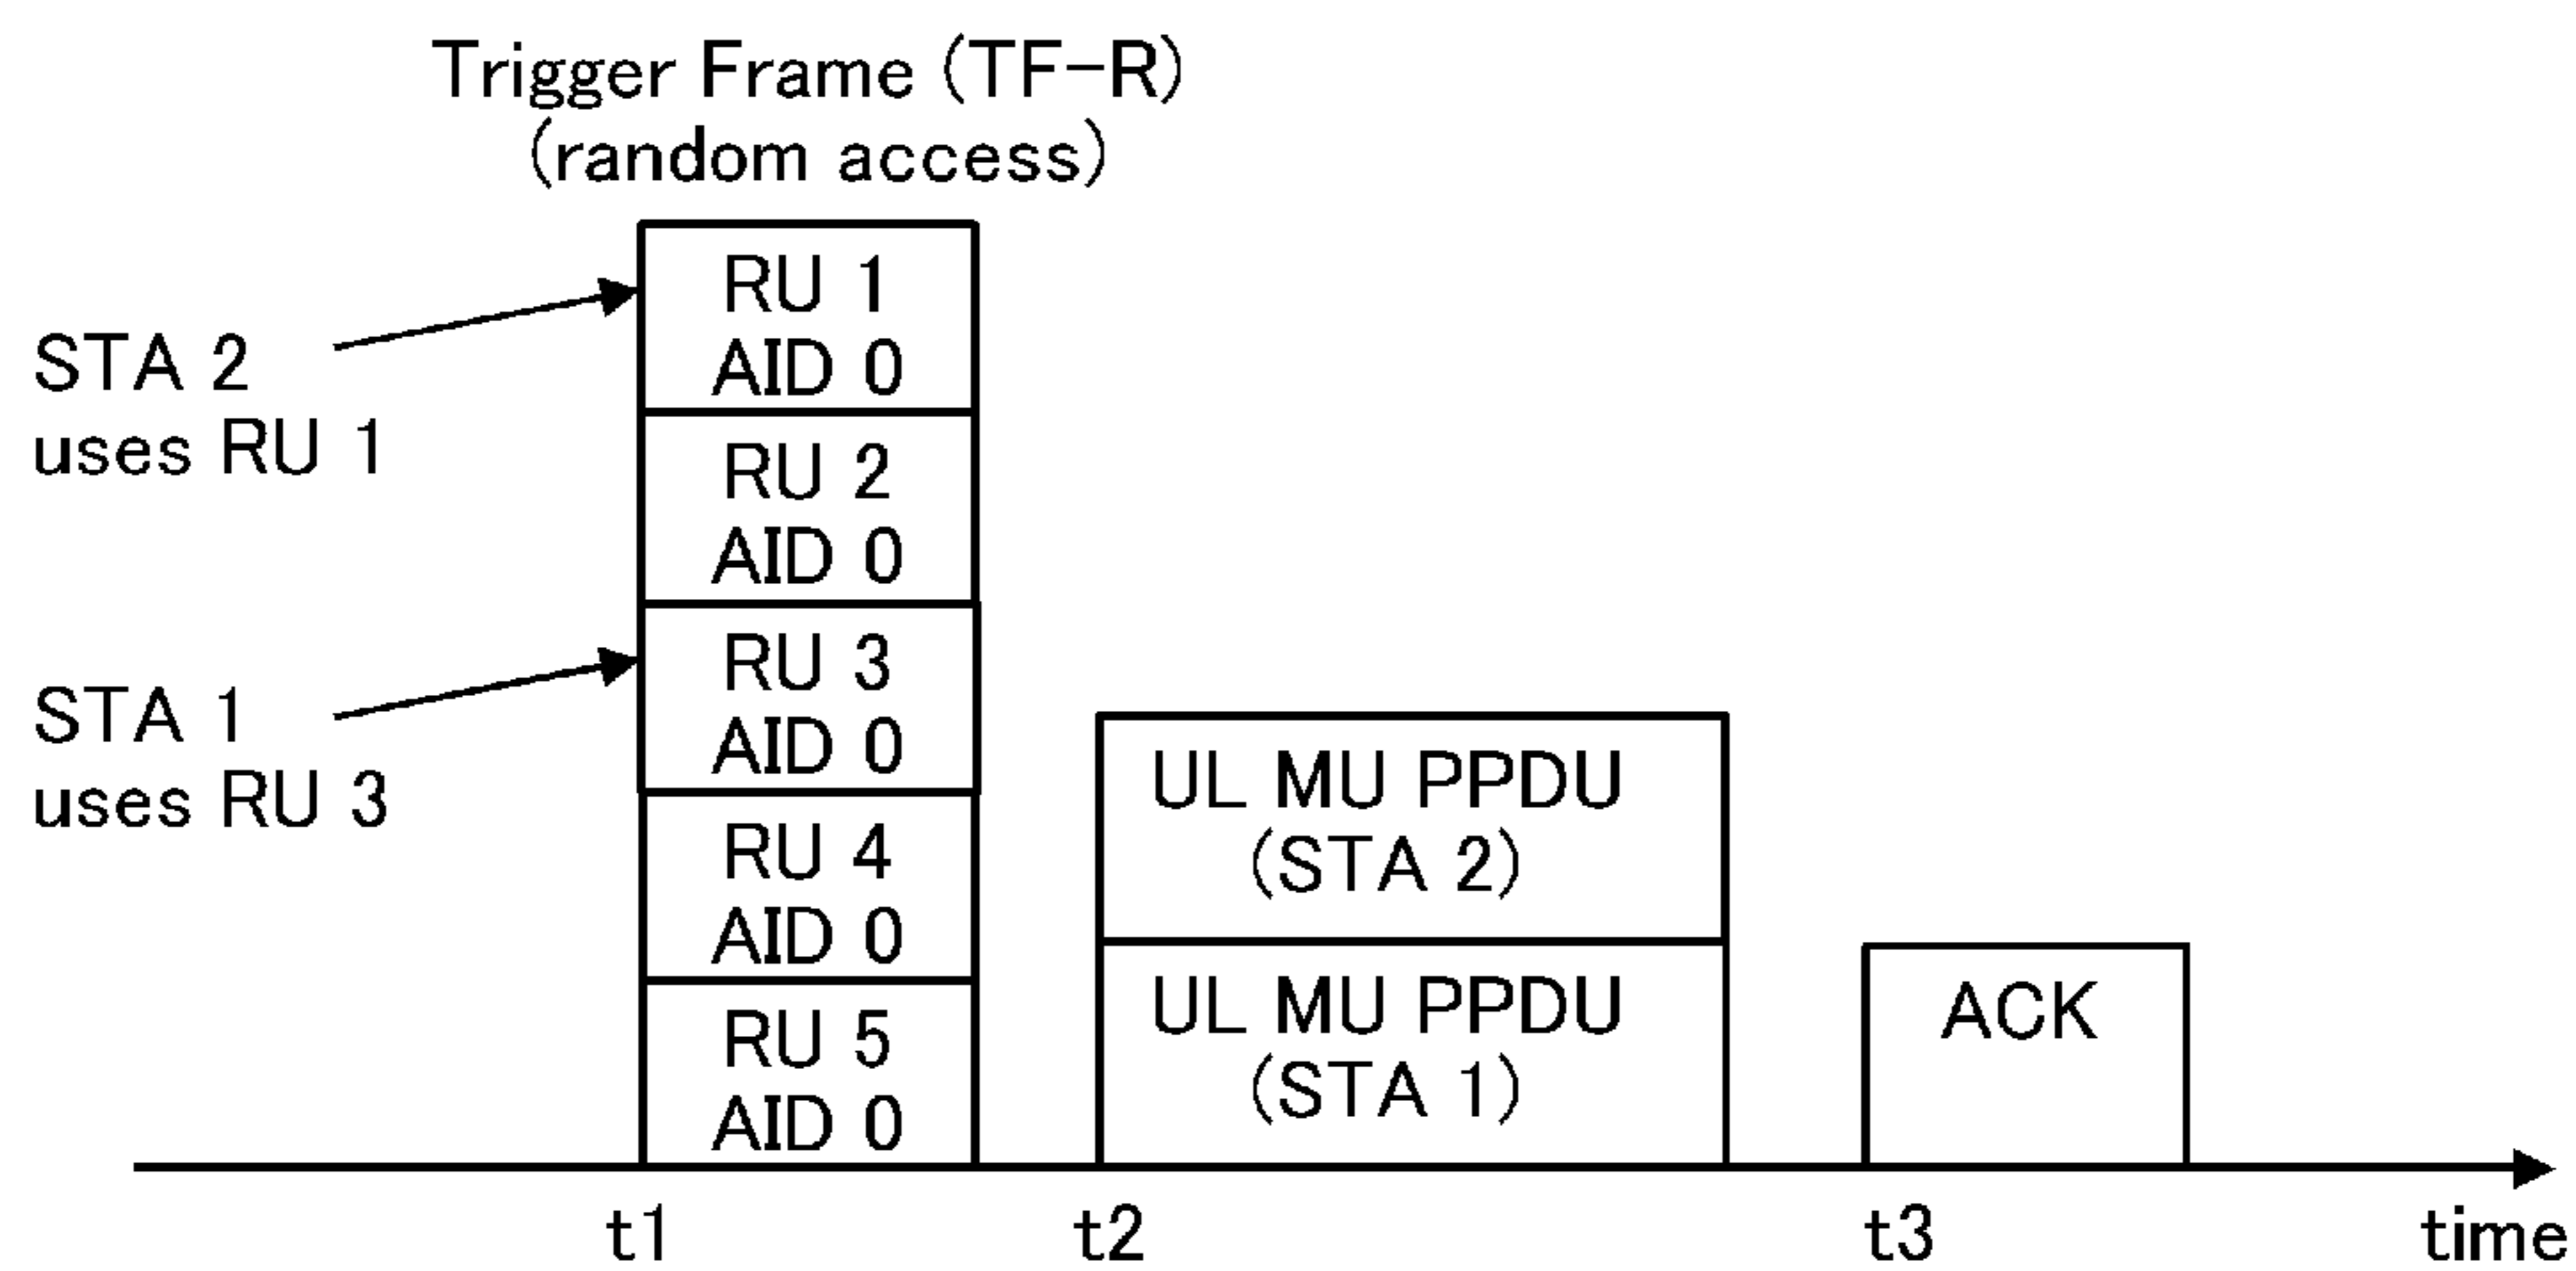 Trigger Frame (TF-R)
(random access)
STA 2
uses RU 1
STA 1
uses RU 3
RU 1
AID 0
RU 2
AID 0
RU 3
AID 0
RU 4
AID 0
RU 5
AID 0
UL MU PPDU
(STA 2)
UL MU PPDU
(STA 1)
ACK
t1
t2
t3
time